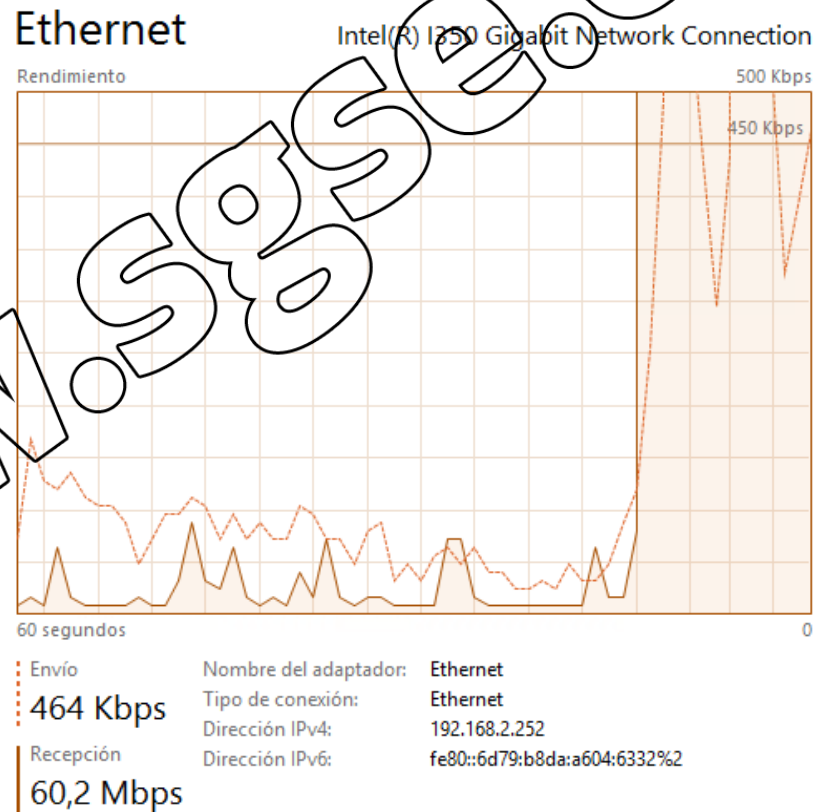 Ethernet
Intel(R) I350 Gigabit Network Connection
Rendimiento
500 Kbps
450 Kbps
.sgse.
60 segundos
0
Envío
464 Kbps
Recepción
60,2 Mbps
Nombre del adaptador: Ethernet
Tipo de conexión: Ethernet
Dirección IPv4: 192.168.2.252
Dirección IPv6: fe80::6d79:b8da:a604:6332%2